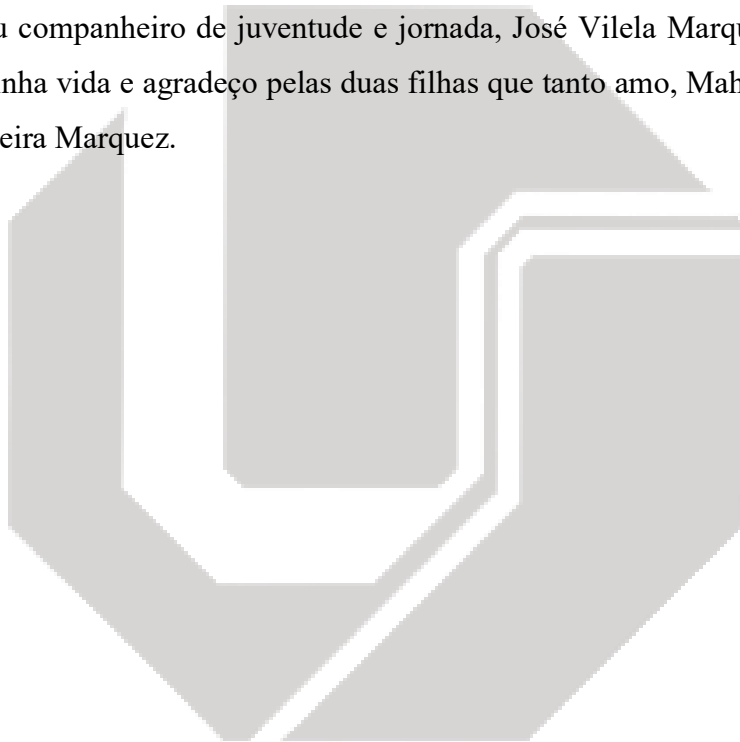 u companheiro de juventude e jornada, José Vilela Marqu
nha vida e agradeço pelas duas filhas que tanto amo, Mah
eira Marquez.